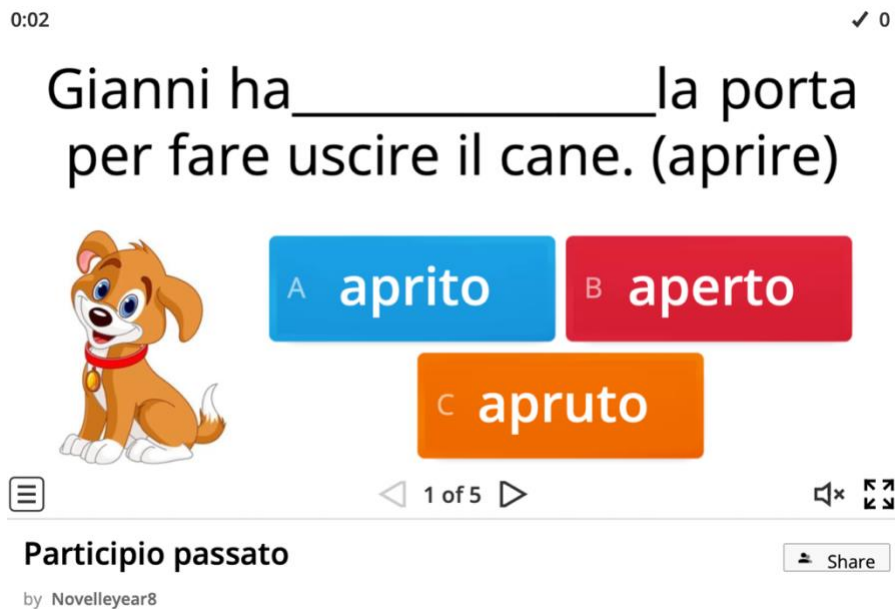 0:02 ✓ 0
Gianni ha______________la porta
per fare uscire il cane. (aprire)
A aprito B aperto
C apruto
1 of 5
Participio passato
Share
by Novelleyear8